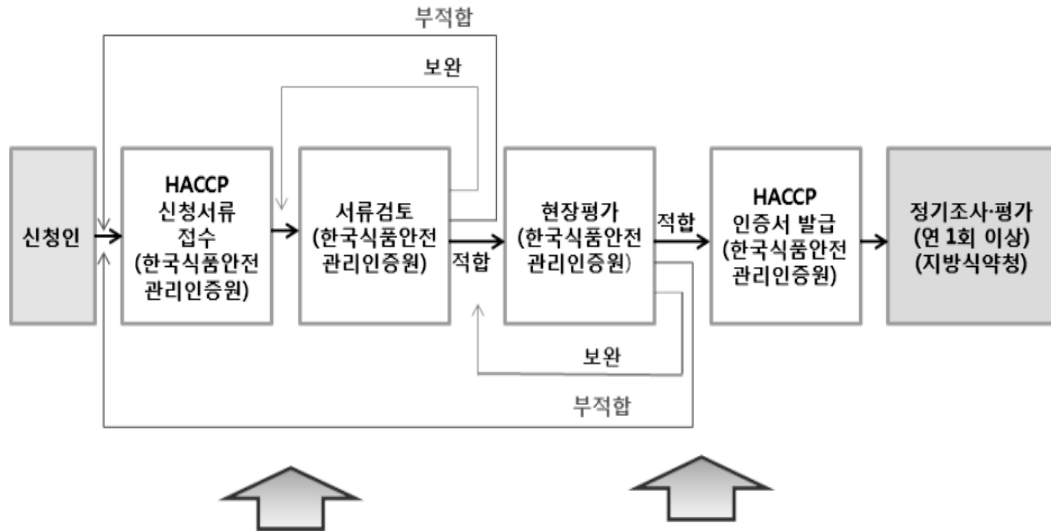 부적합
보완
신청인
HACCP
신청서류
접수
(한국식품안전
관리인증원)
서류검토
(한국식품안전
관리인증원)
적합
현장평가
(한국식품안전
관리인증원)
적합
HACCP
인증서 발급
(한국식품안전
관리인증원)
정기조사·평가
(연 1회 이상)
(지방식약청)
보완
부적합